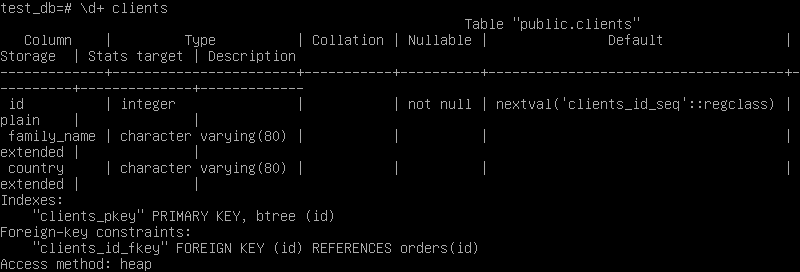 test_db=# \d+ clients
                                                       Table "public.clients"
   Column    |         Type          | Collation | Nullable |               Default               |
Storage  | Stats target | Description
-------------+-----------------------+-----------+----------+-------------------------------------+-
---------+--------------+-------------
 id          | integer               |           | not null | nextval('clients_id_seq'::regclass) |
plain    |              |
 family_name | character varying(80) |           |          |                                     |
extended |              |
 country     | character varying(80) |           |          |                                     |
extended |              |
Indexes:
    "clients_pkey" PRIMARY KEY, btree (id)
Foreign-key constraints:
    "clients_id_fkey" FOREIGN KEY (id) REFERENCES orders(id)
Access method: heap